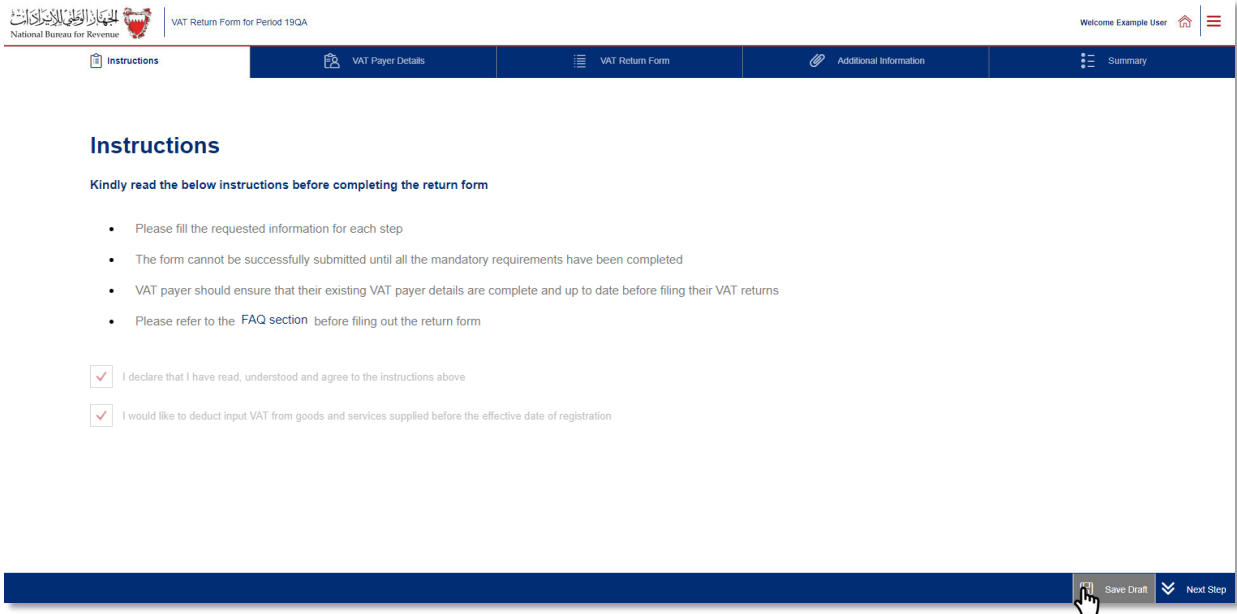 الجهاز الوطني للإيرادات
National Bureau for Revenue
VAT Return Form for Period 19QA
Welcome Example User
Instructions
VAT Payer Details
VAT Return Form
Additional Information
Summary
Instructions
Kindly read the below instructions before completing the return form
• Please fill the requested information for each step
• The form cannot be successfully submitted until all the mandatory requirements have been completed
• VAT payer should ensure that their existing VAT payer details are complete and up to date before filing their VAT returns
• Please refer to the FAQ section before filing out the return form
I declare that I have read, understood and agree to the instructions above
I would like to deduct input VAT from goods and services supplied before the effective date of registration
Save Draft
Next Step